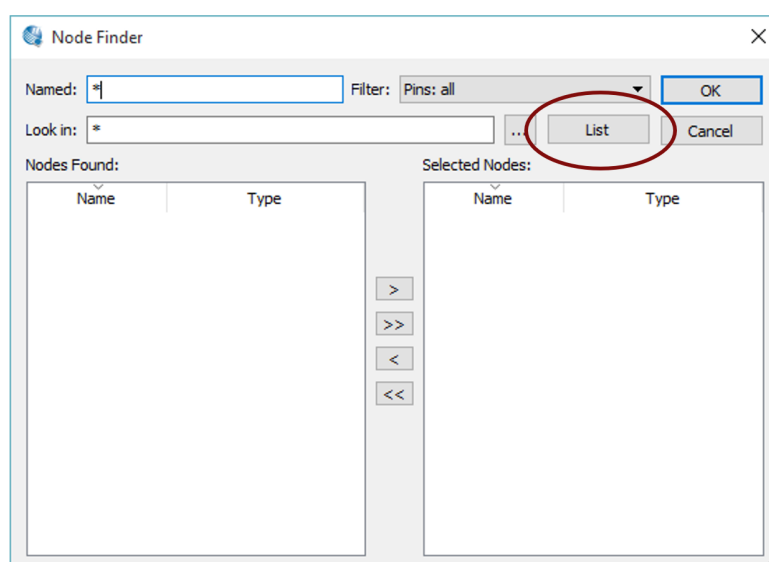 Node Finder
Named: * Filter: Pins: all OK
Look in: * ... List Cancel
Nodes Found: Selected Nodes:
Name Type Name Type
>
>>
<
<<